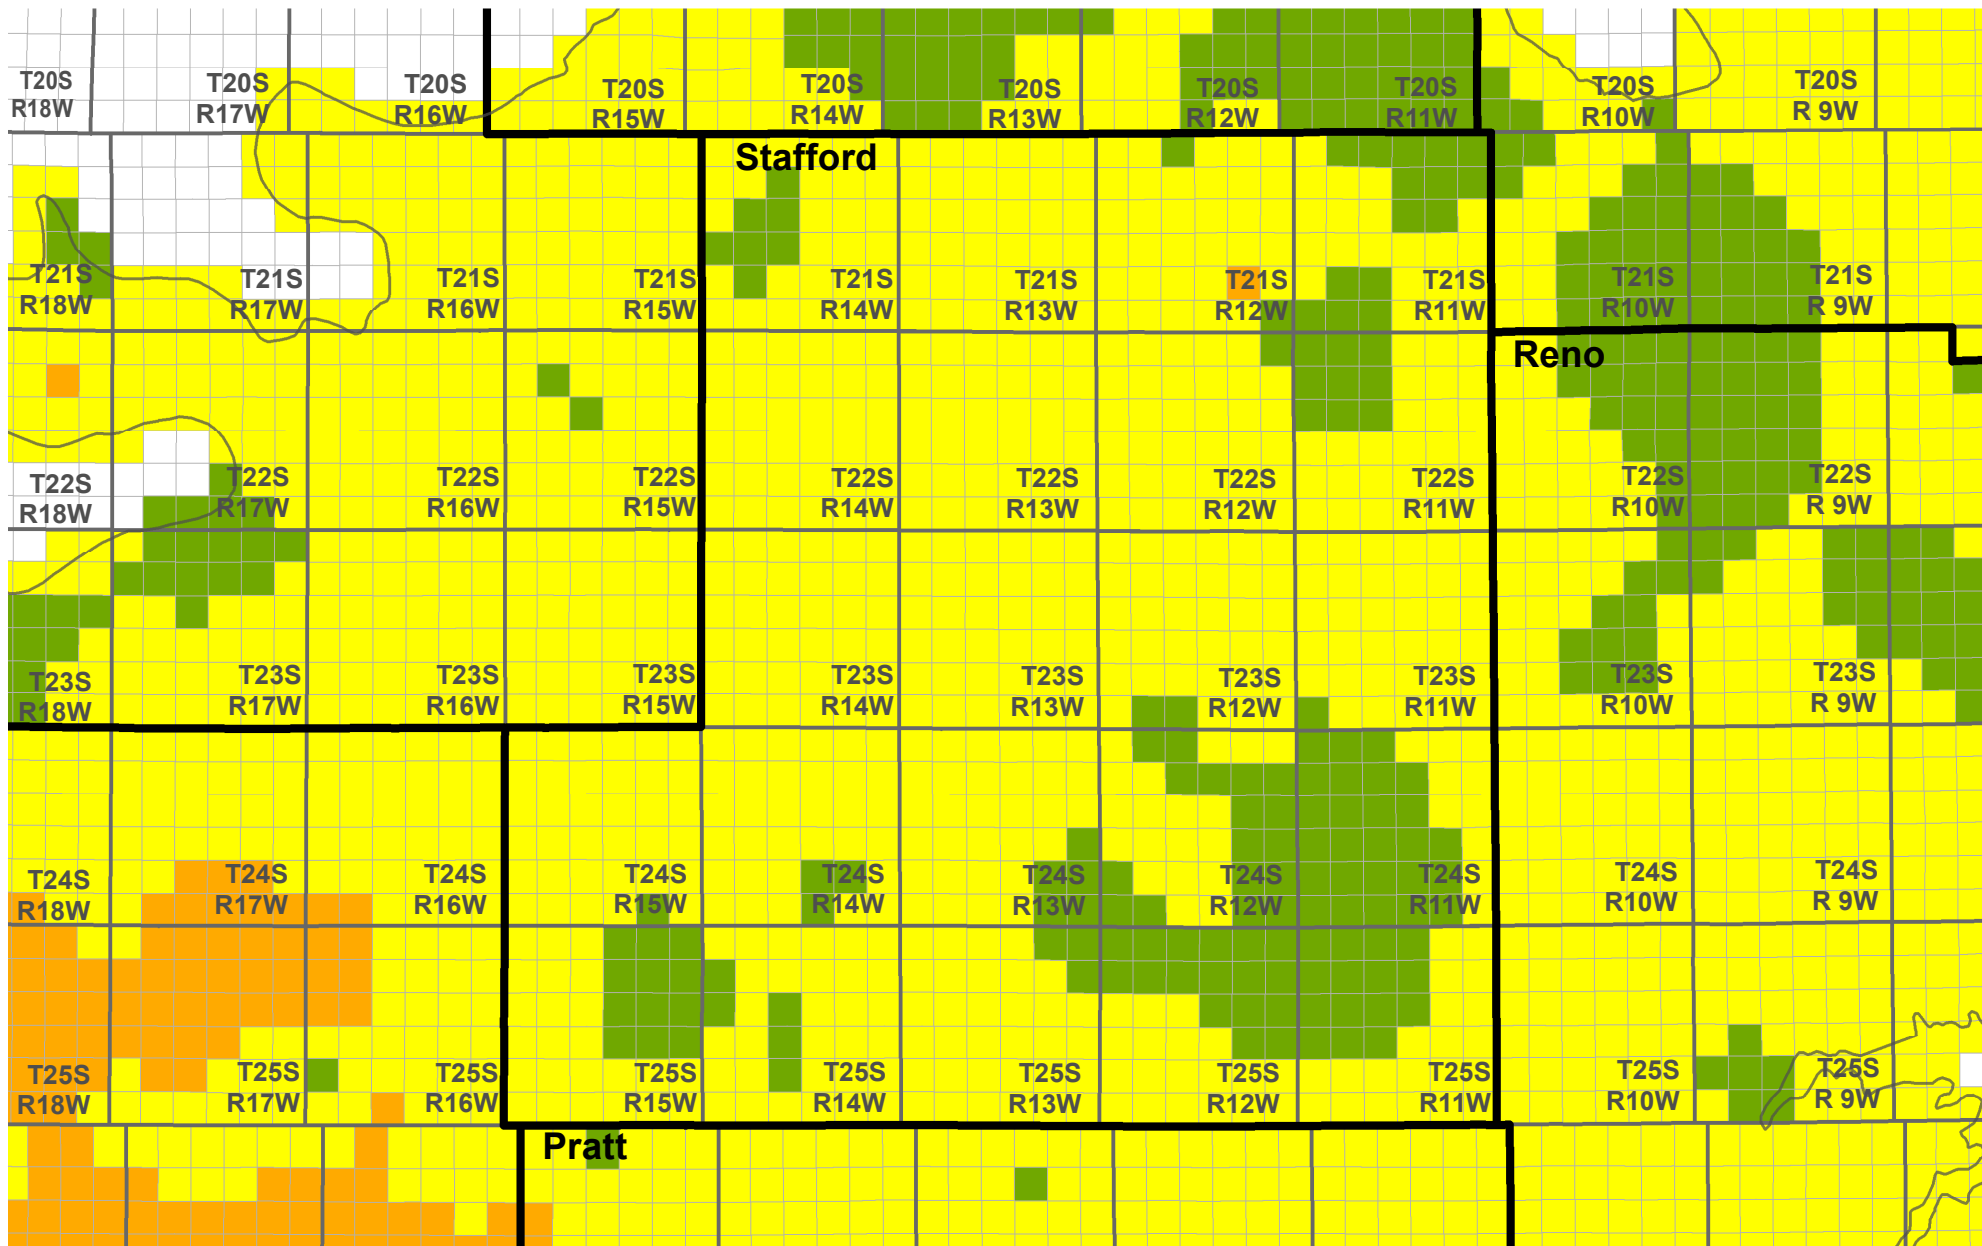 T20S
R18W
T20S
R17W
T20S
R16W
T20S
R15W
T20S
R14W
T20S
R13W
T20S
R12W
T20S
R11W
T20S
R10W
T20S
R 9W
Stafford
T21S
R18W
T21S
R17W
T21S
R16W
T21S
R15W
T21S
R14W
T21S
R13W
T21S
R12W
T21S
R11W
T21S
R10W
T21S
R 9W
Reno
T22S
R18W
T22S
R17W
T22S
R16W
T22S
R15W
T22S
R14W
T22S
R13W
T22S
R12W
T22S
R11W
T22S
R10W
T22S
R 9W
T23S
R18W
T23S
R17W
T23S
R16W
T23S
R15W
T23S
R14W
T23S
R13W
T23S
R12W
T23S
R11W
T23S
R10W
T23S
R 9W
T24S
R18W
T24S
R17W
T24S
R16W
T24S
R15W
T24S
R14W
T24S
R13W
T24S
R12W
T24S
R11W
T24S
R10W
T24S
R 9W
T25S
R18W
T25S
R17W
T25S
R16W
T25S
R15W
T25S
R14W
T25S
R13W
T25S
R12W
T25S
R11W
T25S
R10W
T25S
R 9W
Pratt